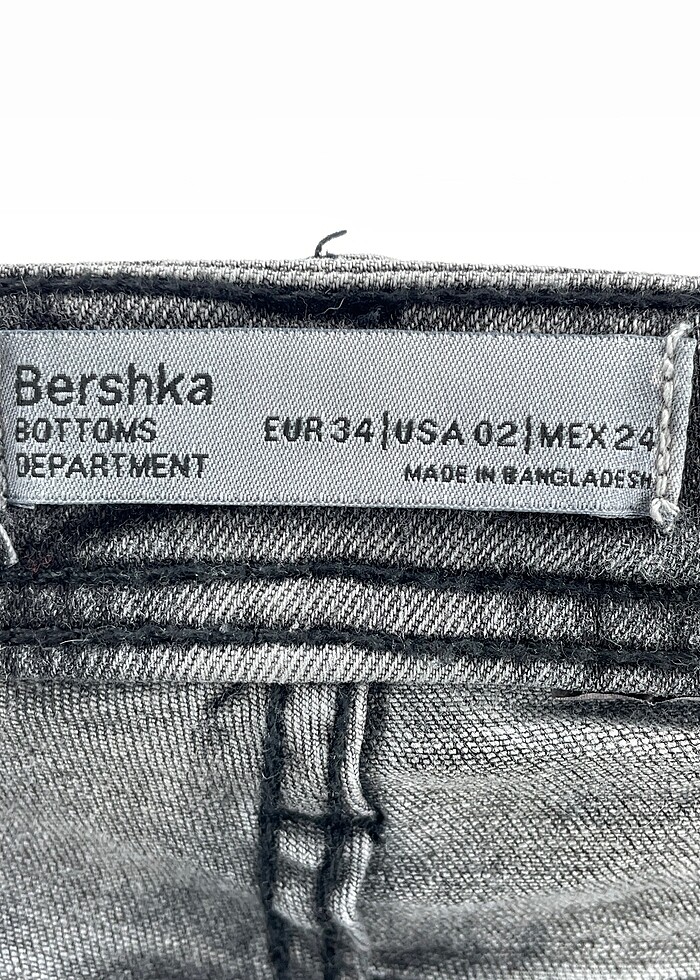 Bershka
BOTTOMS
DEPARTMENT
EUR 34|USA 02|MEX 24
MADE IN BANGLADESH